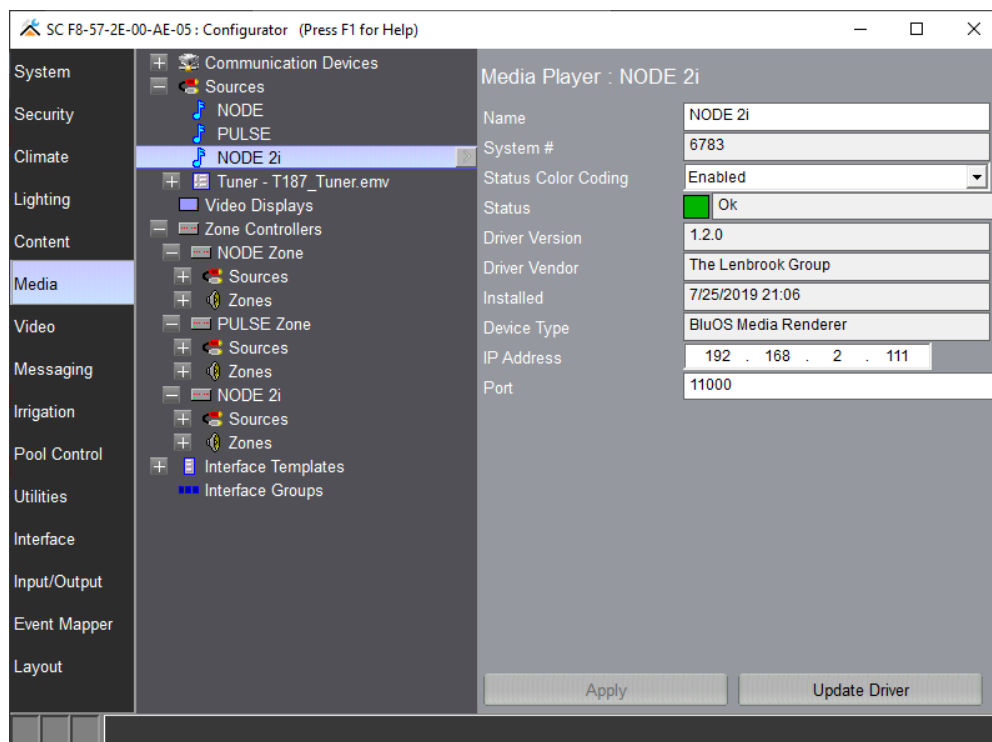 SC F8-57-2E-00-AE-05 : Configurator (Press F1 for Help)
System
Security
Climate
Lighting
Content
Media
Video
Messaging
Irrigation
Pool Control
Utilities
Interface
Input/Output
Event Mapper
Layout
Communication Devices
Sources
NODE
PULSE
NODE 2i
Tuner - T187_Tuner.emv
Video Displays
Zone Controllers
NODE Zone
Sources
Zones
PULSE Zone
Sources
Zones
NODE 2i
Sources
Zones
Interface Templates
Interface Groups
Media Player : NODE 2i
Name NODE 2i
System # 6783
Status Color Coding Enabled
Status Ok
Driver Version 1.2.0
Driver Vendor The Lenbrook Group
Installed 7/25/2019 21:06
Device Type BluOS Media Renderer
IP Address 192 . 168 . 2 . 111
Port 11000
Apply Update Driver